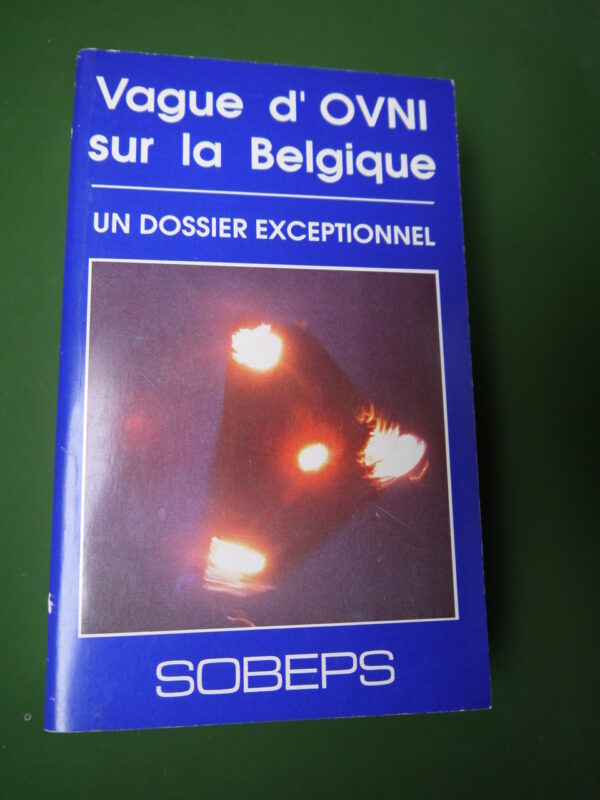 Vague d' OVNI
sur la Belgique
UN DOSSIER EXCEPTIONNEL
SOBEPS